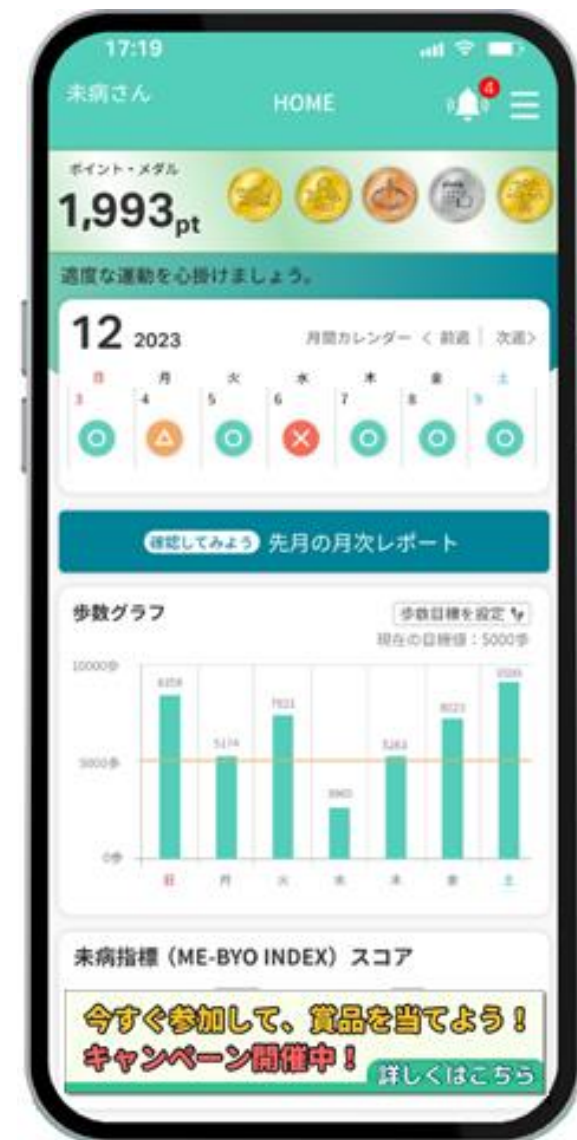 17:19
未病さん
HOME
4
ポイント・メダル
1,993pt
適度な運動を心掛けましょう。
12 2023 月間カレンダー < 前週 | 次週>
日 月 火 水 木 金 土
3 4 5 6 7 8 9
確認してみよう 先月の月次レポート
歩数グラフ
歩数目標を設定
現在の目標値:5000歩
10000歩
5174
5263
5000歩
0歩
日 月 火 水 木 金 土
未病指標(ME-BYO INDEX)スコア
今すぐ参加して、賞品を当てよう!
キャンペーン開催中!
詳しくはこちら